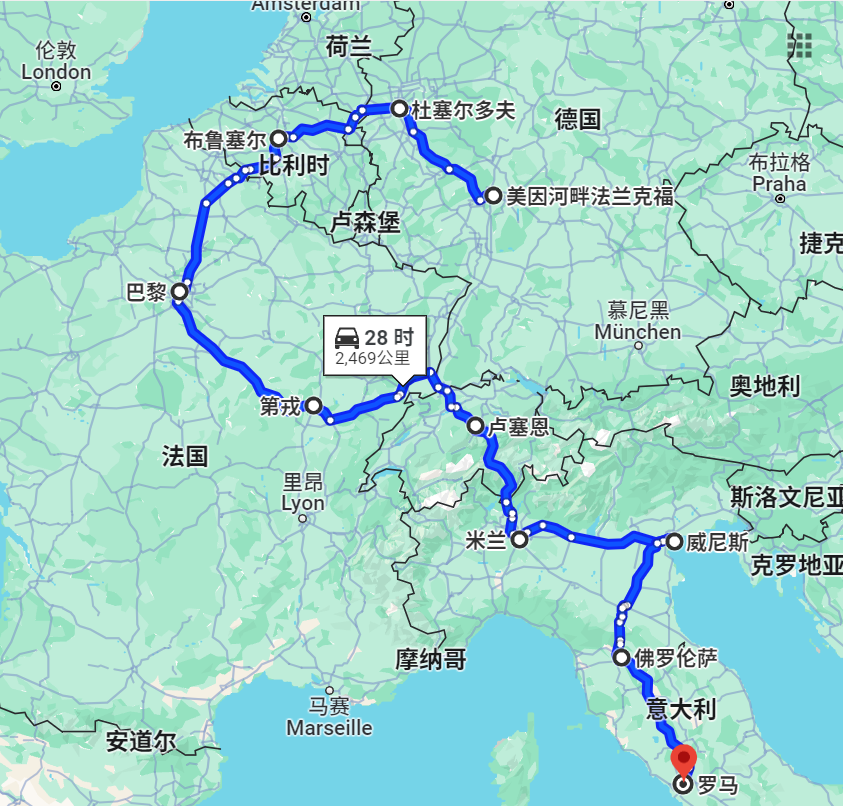 Amsterdam
荷兰
伦敦
London
杜塞尔多夫
德国
布鲁塞尔
比利时
布拉格
Praha
美因河畔法兰克福
卢森堡
捷克
巴黎
慕尼黑
München
28 时
2,469公里
奥地利
第戎
卢塞恩
法国
里昂
Lyon
斯洛文尼亚
米兰
威尼斯
克罗地亚
摩纳哥
佛罗伦萨
马赛
Marseille
意大利
安道尔
罗马